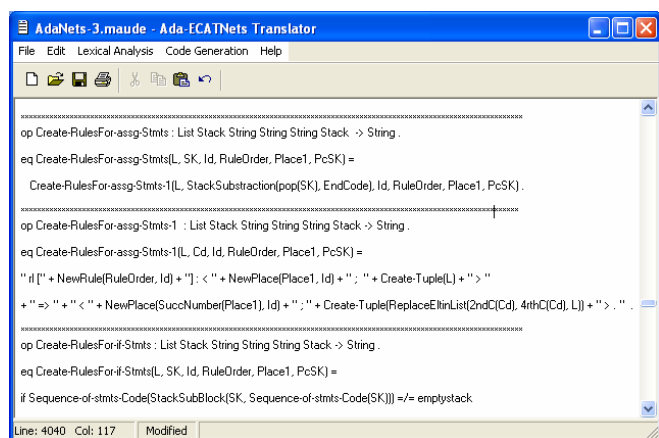 AdaNets-3.maude - Ada-ECATNets Translator
File Edit Lexical Analysis Code Generation Help
op Create-RulesFor-assg-Stmts : List Stack String String String Stack -> String .
eq Create-RulesFor-assg-Stmts(L, SK, Id, RuleOrder, Place1, PcSK) =
Create-RulesFor-assg-Stmts-1(L, StackSubstraction(pop(SK), EndCode), Id, RuleOrder, Place1, PcSK) .
op Create-RulesFor-assg-Stmts-1 : List Stack String String String Stack -> String .
eq Create-RulesFor-assg-Stmts-1(L, Cd, Id, RuleOrder, Place1, PcSK) =
" rl [" + NewRule(RuleOrder, Id) + "] : < " + NewPlace(Place1, Id) + " ; " + Create-Tuple(L) + " > "
+ " => " + " < " + NewPlace(SuccNumber(Place1), Id) + " ; " + Create-Tuple(ReplaceEltinList(2ndC(Cd), 4rthC(Cd), L)) + " > . " .
op Create-RulesFor-if-Stmts : List Stack String String String Stack -> String .
eq Create-RulesFor-if-Stmts(L, SK, Id, RuleOrder, Place1, PcSK) =
if Sequence-of-stmts-Code(StackSubBlock(SK, Sequence-of-stmts-Code(SK))) =/= emptystack
Line: 4040 Col: 117 Modified